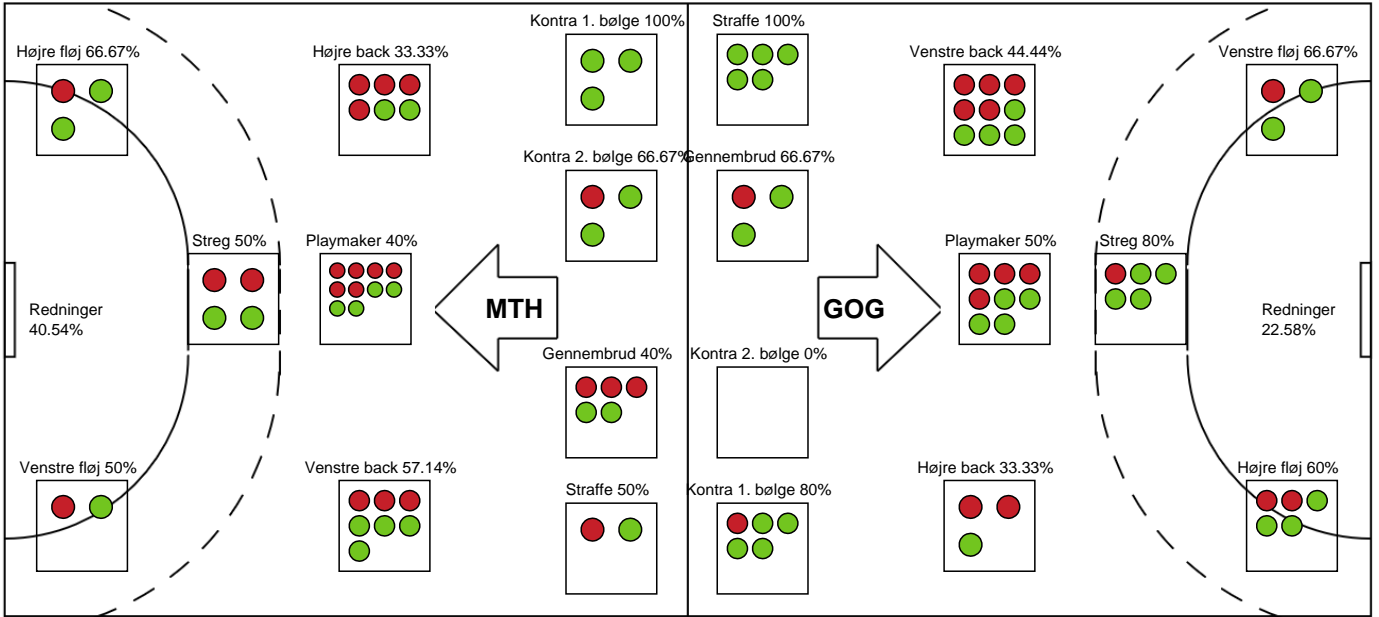 Kontra 1. bølge 100%
Straffe 100%
Højre fløj 66.67%
Højre back 33.33%
Venstre back 44.44%
Venstre fløj 66.67%
Kontra 2. bølge 66.67%
Gennembrud 66.67%
Streg 50%
Playmaker 40%
Playmaker 50%
Streg 80%
Redninger
40.54%
MTH
GOG
Redninger
22.58%
Gennembrud 40%
Kontra 2. bølge 0%
Venstre fløj 50%
Venstre back 57.14%
Straffe 50%
Kontra 1. bølge 80%
Højre back 33.33%
Højre fløj 60%